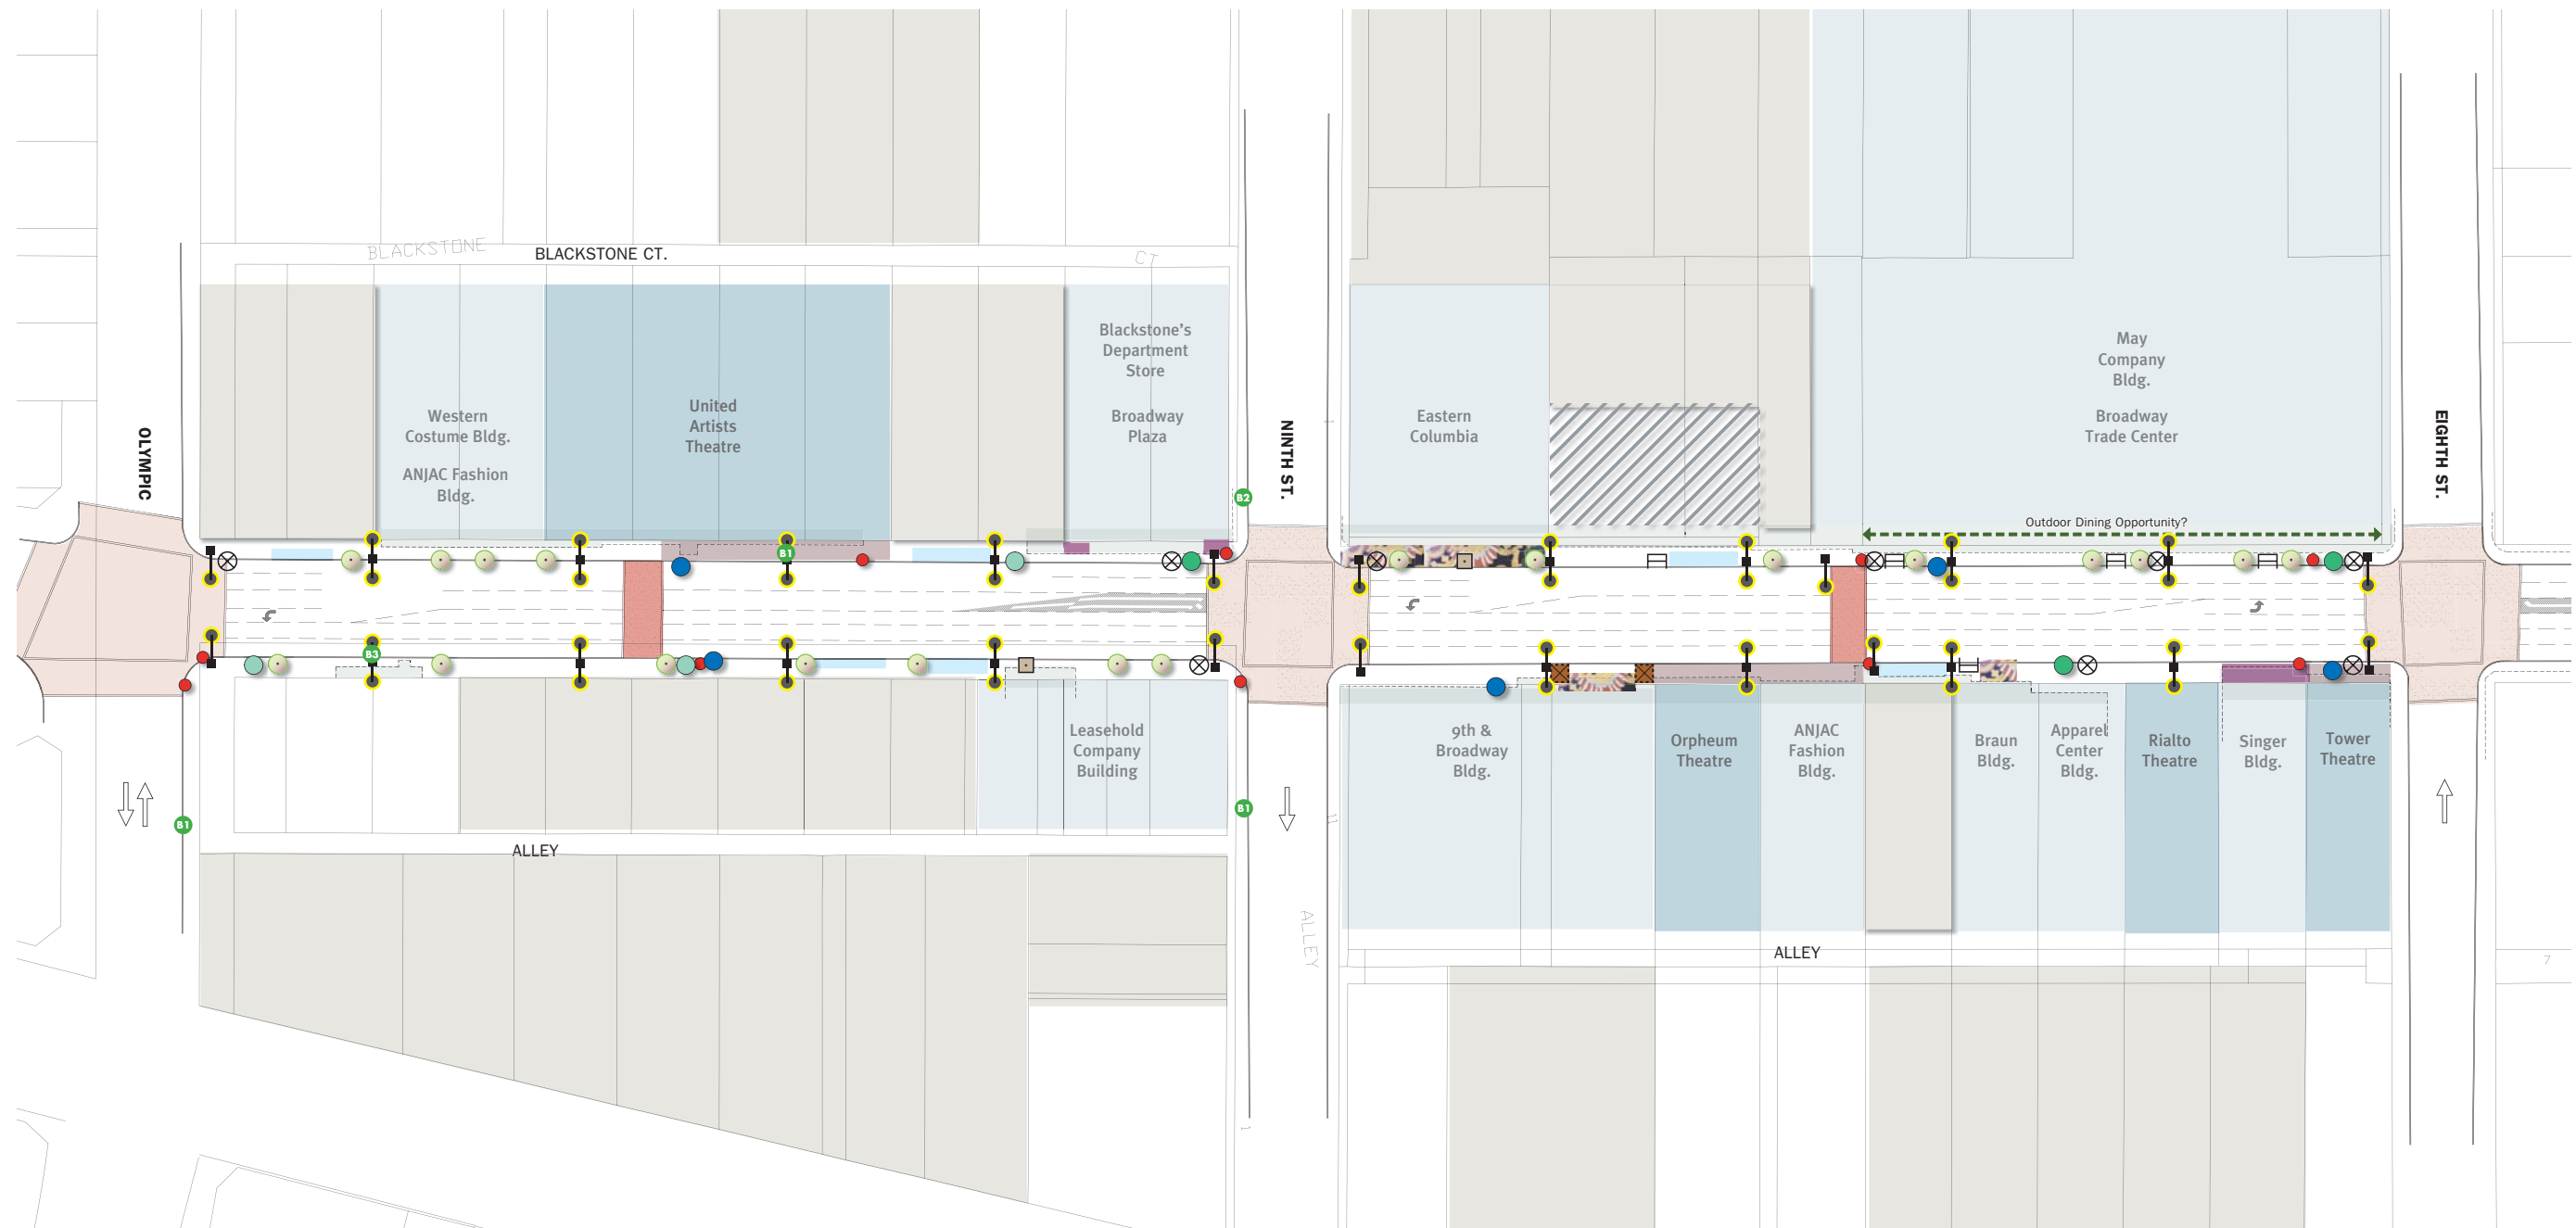 BLACKSTONE
BLACKSTONE CT.
CT
Blackstone's
Department
Store
Broadway
Plaza
Western
Costume Bldg.
ANJAC Fashion
Bldg.
United
Artists
Theatre
OLYMPIC
NINTH ST.
EIGHTH ST.
Eastern
Columbia
May
Company
Bldg.
Broadway
Trade Center
Outdoor Dining Opportunity?
B2
B1
B3
Leasehold
Company
Building
9th &
Broadway
Bldg.
Orpheum
Theatre
ANJAC
Fashion
Bldg.
Braun
Bldg.
Apparel
Center
Bldg.
Rialto
Theatre
Singer
Bldg.
Tower
Theatre
B1
B1
ALLEY
ALLEY
ALLEY
7
1